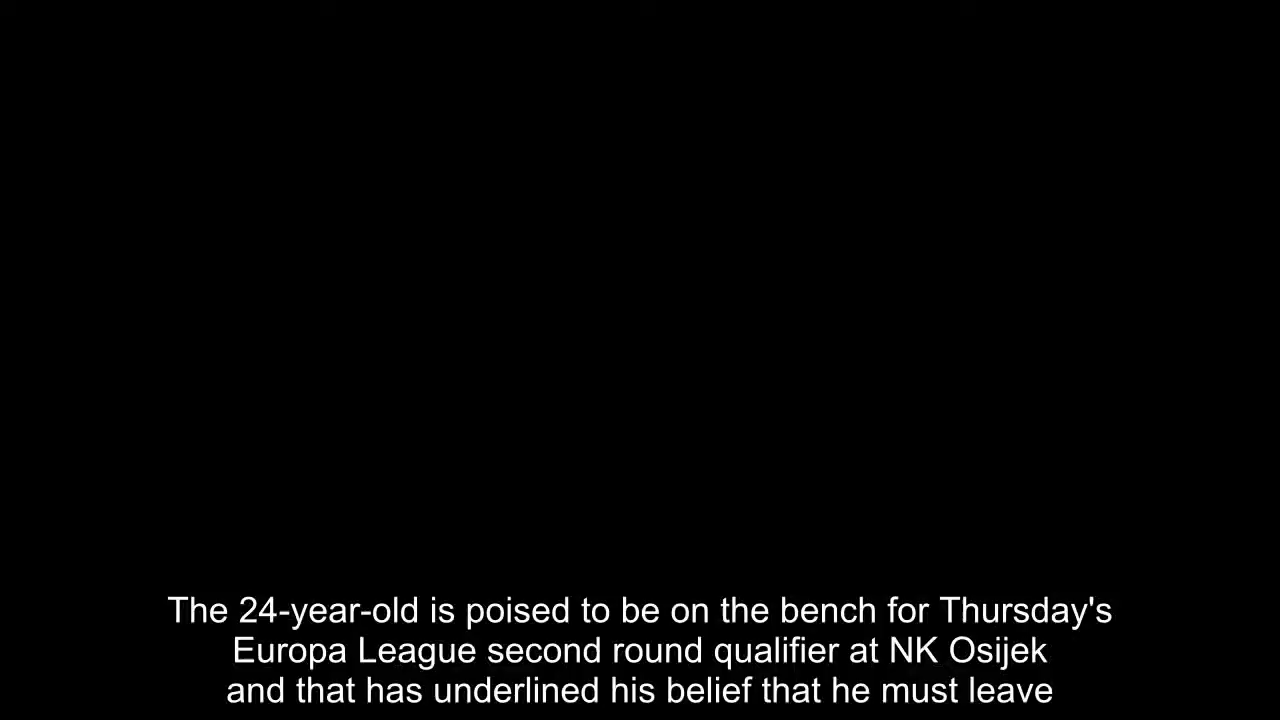 The 24-year-old is poised to be on the bench for Thursday's
Europa League second round qualifier at NK Osijek
and that has underlined his belief that he must leave